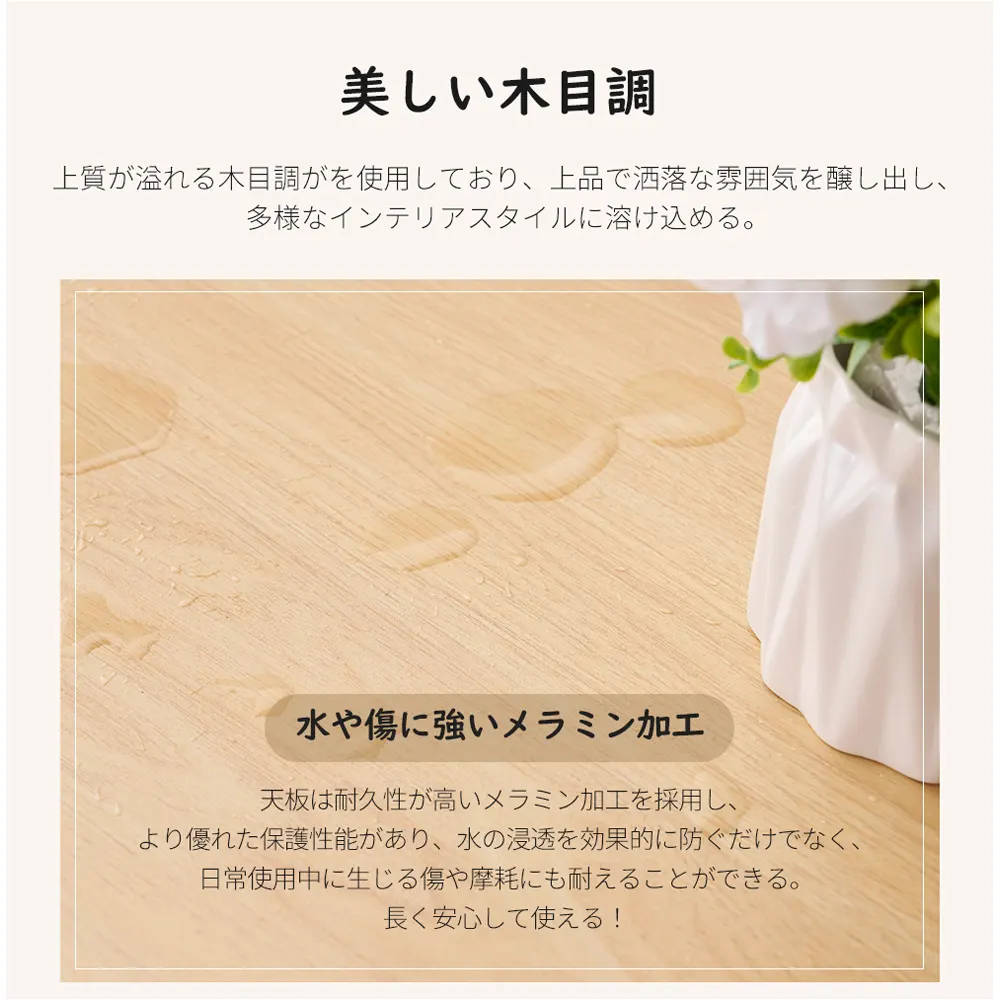 美しい木目調
上質が溢れる木目調がを使用しており、上品で洒落な雰囲気を醸し出し、
多様なインテリアスタイルに溶け込める。
水や傷に強いメラミン加工
天板は耐久性が高いメラミン加工を採用し、
より優れた保護性能があり、水の浸透を効果的に防ぐだけでなく、
日常使用中に生じる傷や摩耗にも耐えることができる。
長く安心して使える！